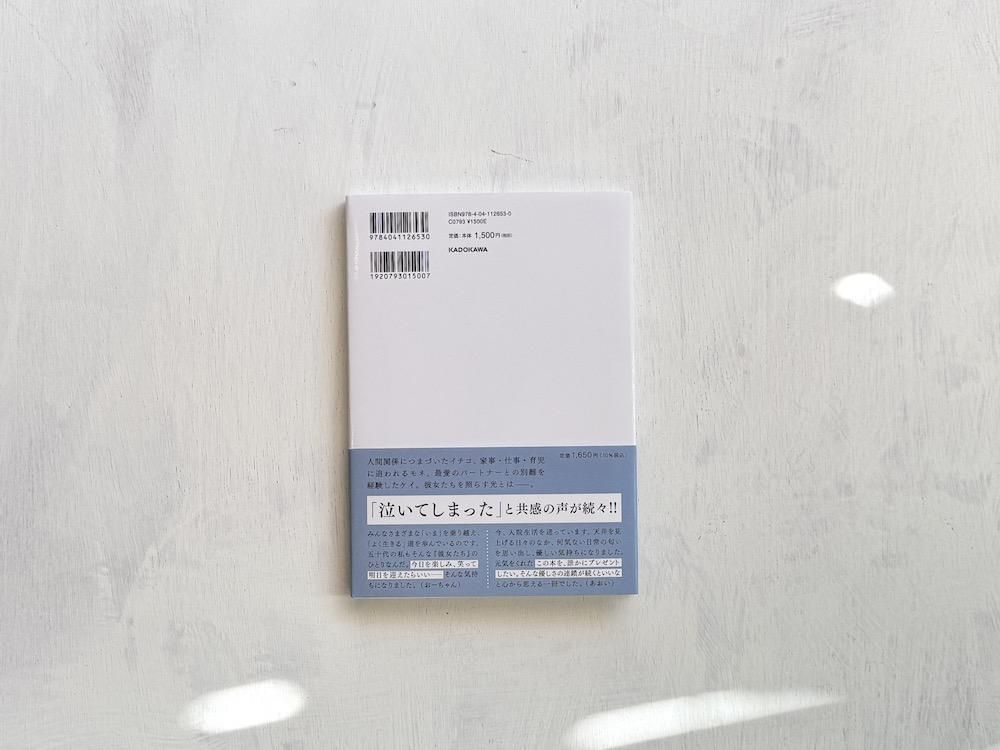 ISBN978-4-04-112653-0
C0793 ¥1500E
定価：本体 1,500円(税別)
KADOKAWA
9784041126530
1920793015007
定価 1,650円(10%税込)
人間関係につまづいたイチコ、家事・仕事・育児
に追われるモネ、最愛のパートナーとの別離を
経験したケイ。彼女たちを照らす光とは——。
「泣いてしまった」と共感の声が続々!!
みんなさまざまな「いま」を乗り越え、
「よく生きる」道を歩んでいるのです。
五十代の私もそんな『彼女たち』の
ひとりなんだ。今日を楽しみ、笑って
明日を迎えたらいい——そんな気持
ちになりました。(おーちゃん)
今、入院生活を送っています。天井を見
上げる日々のなか、何気ない日常の匂い
を思い出し、優しい気持ちになりました。
元気をくれたこの本を、誰かにプレゼント
したい。そんな優しさの連鎖が続くといいな
と心から思える一冊でした。(あおい)